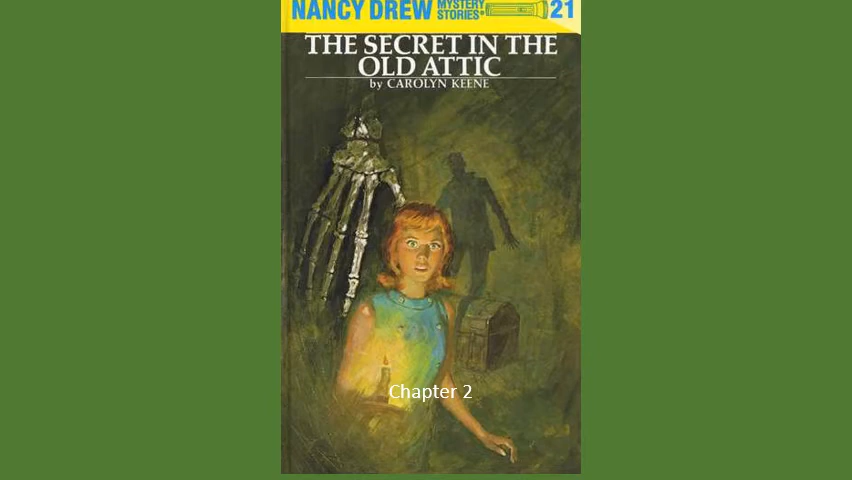 NANCY DREW MYSTERY STORIES® 21
THE SECRET IN THE
OLD ATTIC
by CAROLYN KEENE
Chapter 2